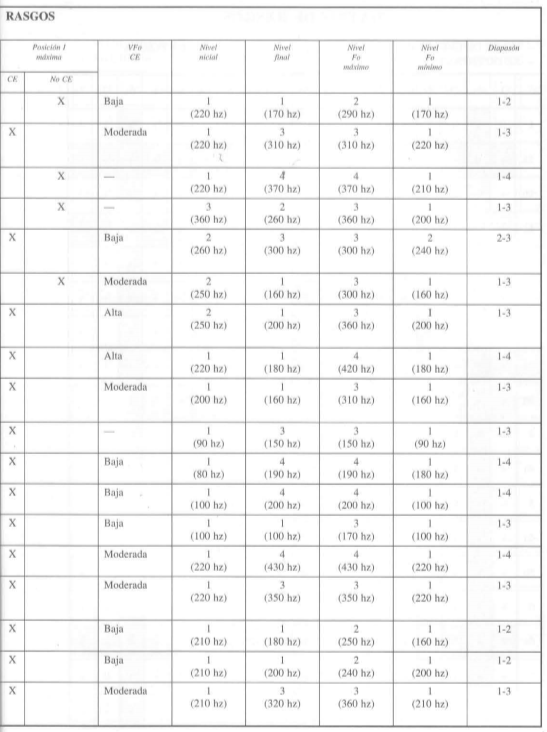 RASGOS
Posición I VFo Nivel Nivel Nivel Nivel Diapasón
máxima CE nicial final Fo Fo
máximo mínimo
CE No CE
X Baja 1 1 2 1 1-2
(220 hz) (170 hz) (290 hz) (170 hz)
X Moderada 1 3 3 1 1-3
(220 hz) (310 hz) (310 hz) (220 hz)
X — 1 4 4 1 1-4
(220 hz) (370 hz) (370 hz) (210 hz)
X — 3 2 3 1 1-3
(360 hz) (260 hz) (360 hz) (200 hz)
X Baja 2 3 3 2 2-3
(260 hz) (300 hz) (300 hz) (240 hz)
X Moderada 2 1 3 1 1-3
(250 hz) (160 hz) (300 hz) (160 hz)
X Alta 2 1 3 1 1-3
(250 hz) (200 hz) (360 hz) (200 hz)
X Alta 1 1 4 1 1-4
(220 hz) (180 hz) (420 hz) (180 hz)
X Moderada 1 1 3 1 1-3
(200 hz) (160 hz) (310 hz) (160 hz)
X — 1 3 3 1 1-3
(90 hz) (150 hz) (150 hz) (90 hz)
X Baja 1 4 4 1 1-4
(80 hz) (190 hz) (190 hz) (180 hz)
X Baja 1 4 4 1 1-4
(100 hz) (200 hz) (200 hz) (100 hz)
X Baja 1 1 3 1 1-3
(100 hz) (100 hz) (170 hz) (100 hz)
X Moderada 1 4 4 1 1-4
(220 hz) (430 hz) (430 hz) (220 hz)
X Moderada 1 3 3 1 1-3
(220 hz) (350 hz) (350 hz) (220 hz)
X Baja 1 1 2 1 1-2
(210 hz) (180 hz) (250 hz) (160 hz)
X Baja 1 1 2 1 1-2
(210 hz) (200 hz) (240 hz) (200 hz)
X Moderada 1 3 3 1 1-3
(210 hz) (320 hz) (360 hz) (210 hz)